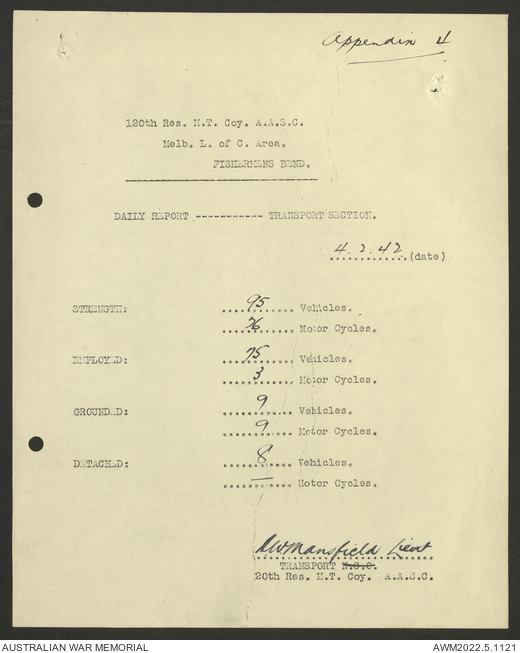 Appendix 4
120th Res. M.T. Coy. A.A.S.C.
Melb. L. of C. Area.
FISHERMENS BEND.
DAILY REPORT ------------ TRANSPORT SECTION.
4.2.42 (date)
STRENGTH: 95 Vehicles.
26 Motor Cycles.
EMPLOYED: 75 Vehicles.
3 Motor Cycles.
GROUNDED: 9 Vehicles.
9 Motor Cycles.
DETACHED: 8 Vehicles.
— Motor Cycles.
Mansfield Lieut
TRANSPORT N.C.O.
20th Res. M.T. Coy. A.A.S.C.
AUSTRALIAN WAR MEMORIAL
AWM2022.5.1121